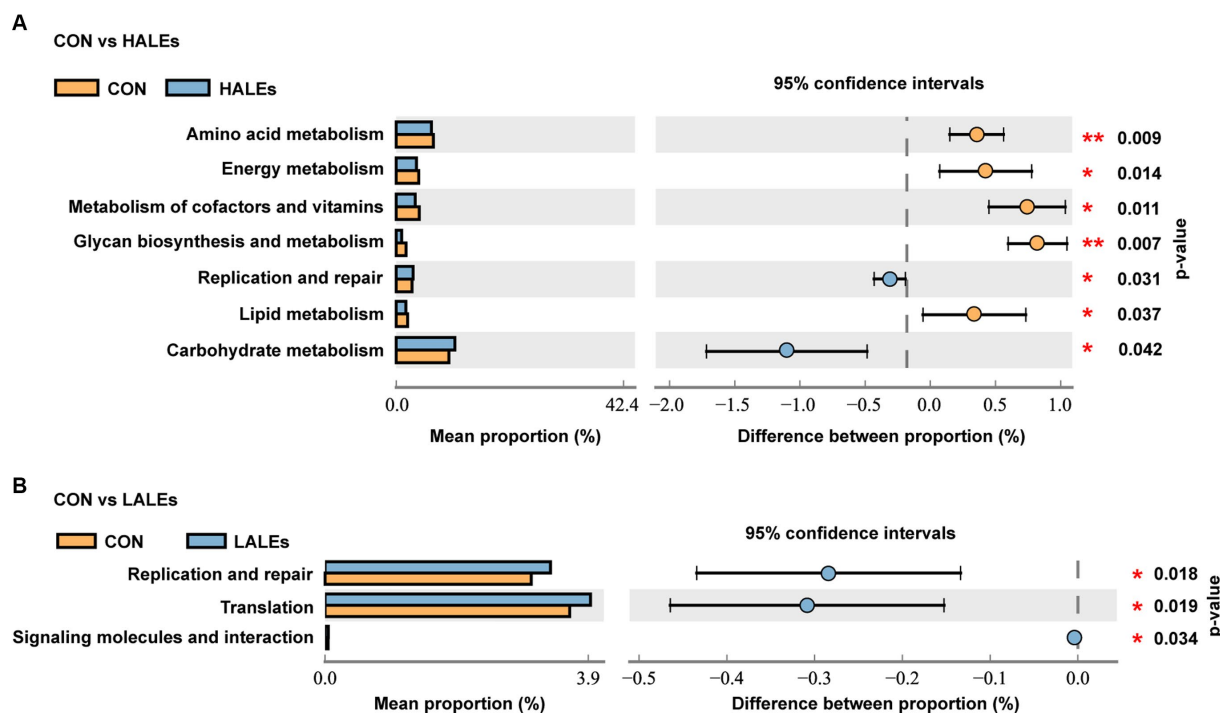 A
CON vs HALEs
CON HALEs
95% confidence intervals
Amino acid metabolism ** 0.009
Energy metabolism * 0.014
Metabolism of cofactors and vitamins * 0.011
Glycan biosynthesis and metabolism ** 0.007
Replication and repair * 0.031
Lipid metabolism * 0.037
Carbohydrate metabolism * 0.042
p-value
0.0 42.4 −2.0 −1.5 −1.0 −0.5 0.0 0.5 1.0
Mean proportion (%) Difference between proportion (%)
B
CON vs LALEs
CON LALEs
95% confidence intervals
Replication and repair * 0.018
Translation * 0.019
Signaling molecules and interaction * 0.034
p-value
0.0 3.9 −0.5 −0.4 −0.3 −0.2 −0.1 0.0
Mean proportion (%) Difference between proportion (%)